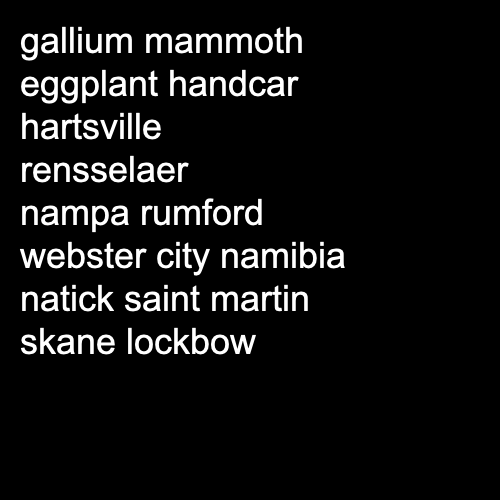 gallium mammoth
eggplant handcar
hartsville
rensselaer
nampa rumford
webster city namibia
natick saint martin
skane lockbow